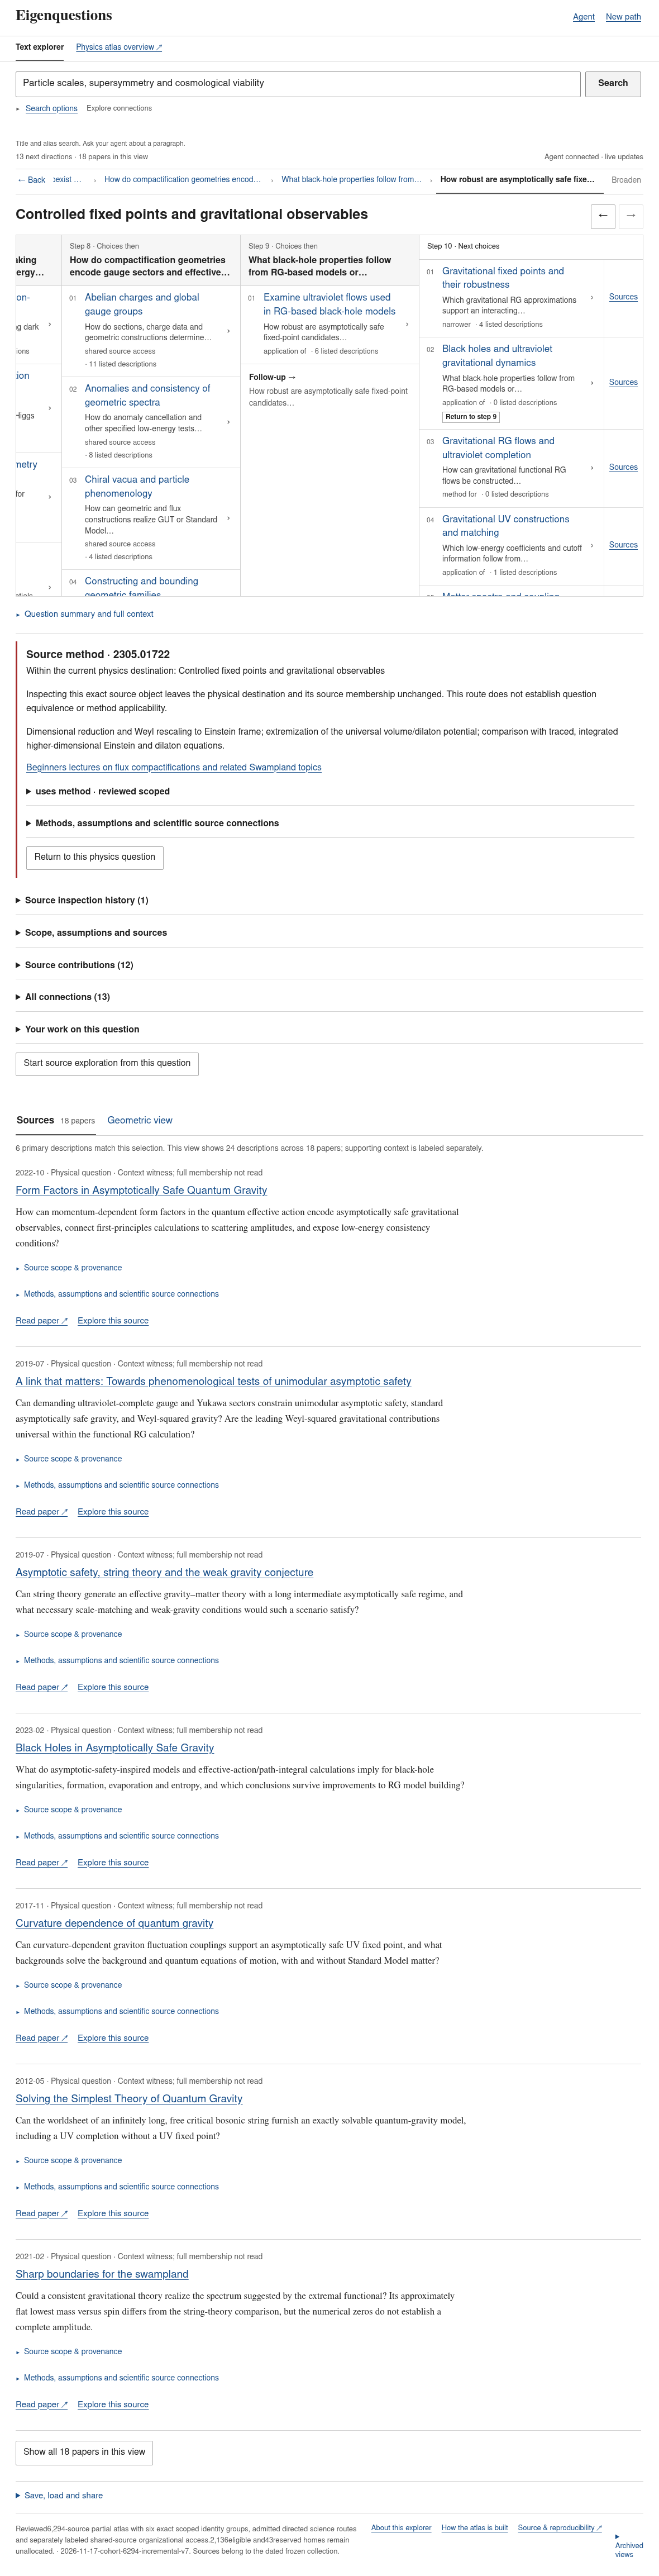 Eigenquestions
Agent New path
Text explorer Physics atlas overview ↗
Particle scales, supersymmetry and cosmological viability
Search
▸ Search options Explore connections
Title and alias search. Ask your agent about a paragraph.
13 next directions · 18 papers in this view
Agent connected · live updates
← Back
›
How do compactification geometries encod…
›
What black-hole properties follow from…
›
How robust are asymptotically safe fixe…
Broaden
Controlled fixed points and gravitational observables
← →
Step 8 · Choices then
How do compactification geometries
encode gauge sectors and effective…
01 Abelian charges and global
gauge groups
How do sections, charge data and
geometric constructions determine…
shared source access
· 11 listed descriptions
02 Anomalies and consistency of
geometric spectra
How do anomaly cancellation and
other specified low-energy tests…
shared source access
· 8 listed descriptions
03 Chiral vacua and particle
phenomenology
How can geometric and flux
constructions realize GUT or Standard
Model…
shared source access
· 4 listed descriptions
04 Constructing and bounding
geometric families
Step 9 · Choices then
What black-hole properties follow
from RG-based models or…
01 Examine ultraviolet flows used
in RG-based black-hole models
How robust are asymptotically safe
fixed-point candidates…
application of · 6 listed descriptions
Follow-up →
How robust are asymptotically safe fixed-point
candidates…
Step 10 · Next choices
01 Gravitational fixed points and
their robustness
Which gravitational RG approximations
support an interacting…
narrower · 4 listed descriptions
Sources
02 Black holes and ultraviolet
gravitational dynamics
What black-hole properties follow from
RG-based models or…
application of · 0 listed descriptions
Return to step 9
Sources
03 Gravitational RG flows and
ultraviolet completion
How can gravitational functional RG
flows be constructed…
method for · 0 listed descriptions
Sources
04 Gravitational UV constructions
and matching
Which low-energy coefficients and cutoff
information follow from…
application of · 1 listed descriptions
Sources
▸ Question summary and full context
Source method · 2305.01722
Within the current physics destination: Controlled fixed points and gravitational observables
Inspecting this exact source object leaves the physical destination and its source membership unchanged. This route does not establish question
equivalence or method applicability.
Dimensional reduction and Weyl rescaling to Einstein frame; extremization of the universal volume/dilaton potential; comparison with traced, integrated
higher-dimensional Einstein and dilaton equations.
Beginners lectures on flux compactifications and related Swampland topics
▶ uses method · reviewed scoped
▶ Methods, assumptions and scientific source connections
Return to this physics question
▶ Source inspection history (1)
▶ Scope, assumptions and sources
▶ Source contributions (12)
▶ All connections (13)
▶ Your work on this question
Start source exploration from this question
Sources 18 papers Geometric view
6 primary descriptions match this selection. This view shows 24 descriptions across 18 papers; supporting context is labeled separately.
2022-10 · Physical question · Context witness; full membership not read
Form Factors in Asymptotically Safe Quantum Gravity
How can momentum-dependent form factors in the quantum effective action encode asymptotically safe gravitational
observables, connect first-principles calculations to scattering amplitudes, and expose low-energy consistency
conditions?
▸ Source scope & provenance
▸ Methods, assumptions and scientific source connections
Read paper ↗ Explore this source
2019-07 · Physical question · Context witness; full membership not read
A link that matters: Towards phenomenological tests of unimodular asymptotic safety
Can demanding ultraviolet-complete gauge and Yukawa sectors constrain unimodular asymptotic safety, standard
asymptotically safe gravity, and Weyl-squared gravity? Are the leading Weyl-squared gravitational contributions
universal within the functional RG calculation?
▸ Source scope & provenance
▸ Methods, assumptions and scientific source connections
Read paper ↗ Explore this source
2019-07 · Physical question · Context witness; full membership not read
Asymptotic safety, string theory and the weak gravity conjecture
Can string theory generate an effective gravity–matter theory with a long intermediate asymptotically safe regime, and
what necessary scale-matching and weak-gravity conditions would such a scenario satisfy?
▸ Source scope & provenance
▸ Methods, assumptions and scientific source connections
Read paper ↗ Explore this source
2023-02 · Physical question · Context witness; full membership not read
Black Holes in Asymptotically Safe Gravity
What do asymptotic-safety-inspired models and effective-action/path-integral calculations imply for black-hole
singularities, formation, evaporation and entropy, and which conclusions survive improvements to RG model building?
▸ Source scope & provenance
▸ Methods, assumptions and scientific source connections
Read paper ↗ Explore this source
2017-11 · Physical question · Context witness; full membership not read
Curvature dependence of quantum gravity
Can curvature-dependent graviton fluctuation couplings support an asymptotically safe UV fixed point, and what
backgrounds solve the background and quantum equations of motion, with and without Standard Model matter?
▸ Source scope & provenance
▸ Methods, assumptions and scientific source connections
Read paper ↗ Explore this source
2012-05 · Physical question · Context witness; full membership not read
Solving the Simplest Theory of Quantum Gravity
Can the worldsheet of an infinitely long, free critical bosonic string furnish an exactly solvable quantum-gravity model,
including a UV completion without a UV fixed point?
▸ Source scope & provenance
▸ Methods, assumptions and scientific source connections
Read paper ↗ Explore this source
2021-02 · Physical question · Context witness; full membership not read
Sharp boundaries for the swampland
Could a consistent gravitational theory realize the spectrum suggested by the extremal functional? Its approximately
flat lowest mass versus spin differs from the string-theory comparison, but the numerical zeros do not establish a
complete amplitude.
▸ Source scope & provenance
▸ Methods, assumptions and scientific source connections
Read paper ↗ Explore this source
Show all 18 papers in this view
▶ Save, load and share
Reviewed6,294-source partial atlas with six exact scoped identity groups, admitted direct science routes
and separately labeled shared-source organizational access.2,136eligible and43reserved homes remain
unallocated. · 2026-11-17-cohort-6294-incremental-v7. Sources belong to the dated frozen collection.
About this explorer How the atlas is built Source & reproducibility ↗
▶ Archived
views